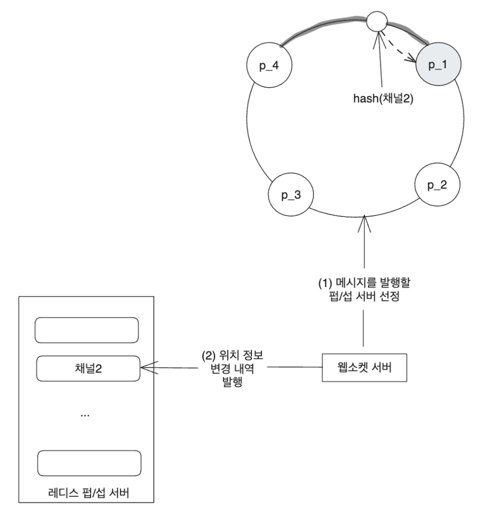 p_4
p_1
hash(채널2)
p_3
p_2
(1) 메시지를 발행할
펍/섭 서버 선정
(2) 위치 정보
변경 내역
발행
웹소켓 서버
채널2
...
레디스 펍/섭 서버